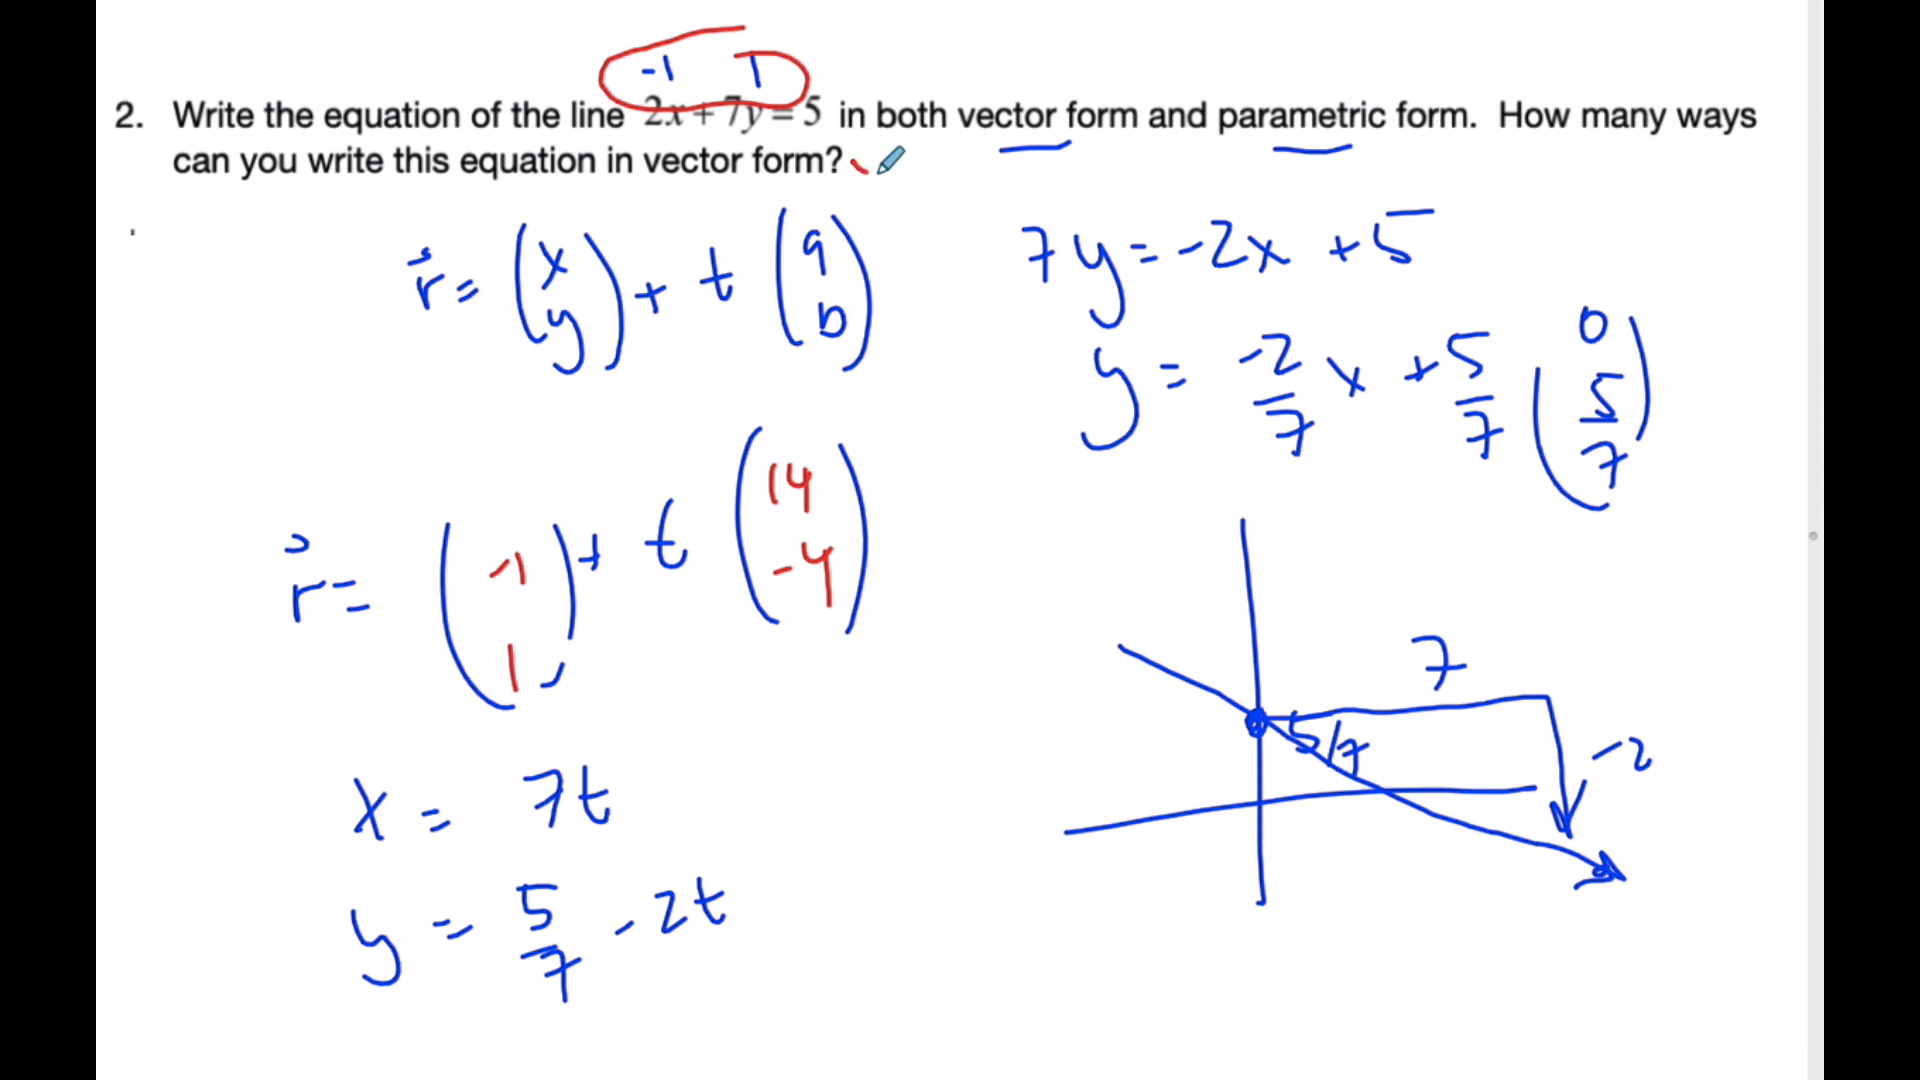 -1 1
2. Write the equation of the line 2x + 7y = 5 in both vector form and parametric form. How many ways
can you write this equation in vector form?
r = (x y) + t (a b)
7y = -2x + 5
y = -2/7 x + 5/7 (0 5/7)
r = (-1 1) + t (14 -4)
7
5/7
-2
x = 7t
y = 5/7 - 2t